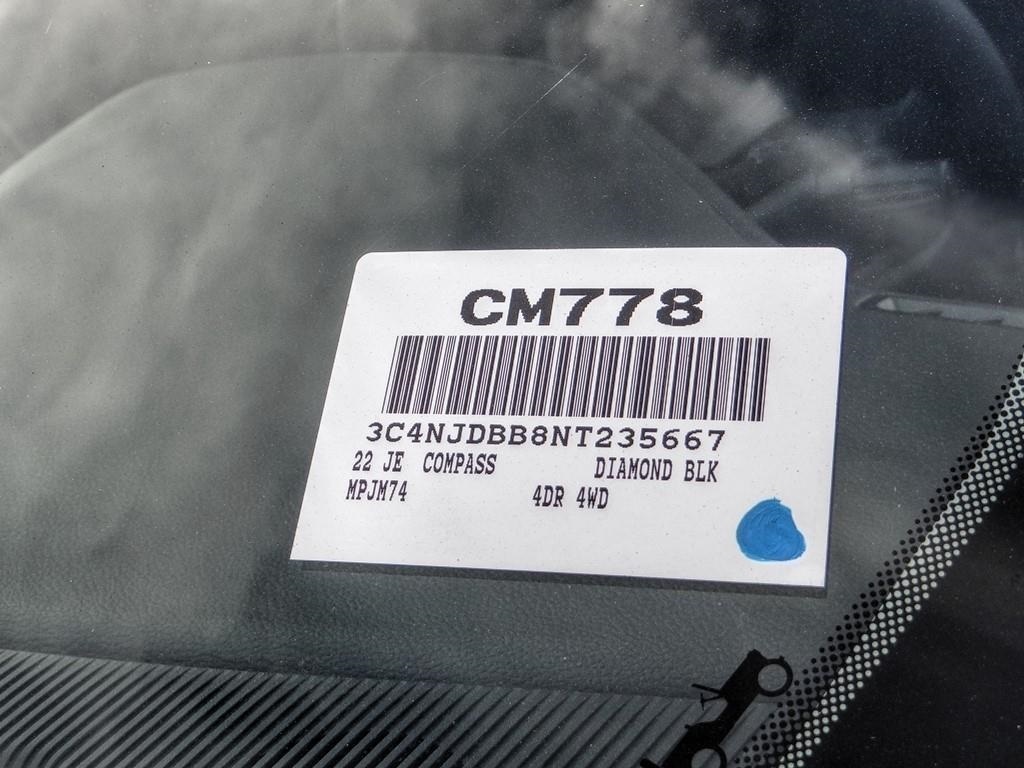 CM778
3C4NJDBB8NT235667
22 JE COMPASS DIAMOND BLK
MPJM74 4DR 4WD